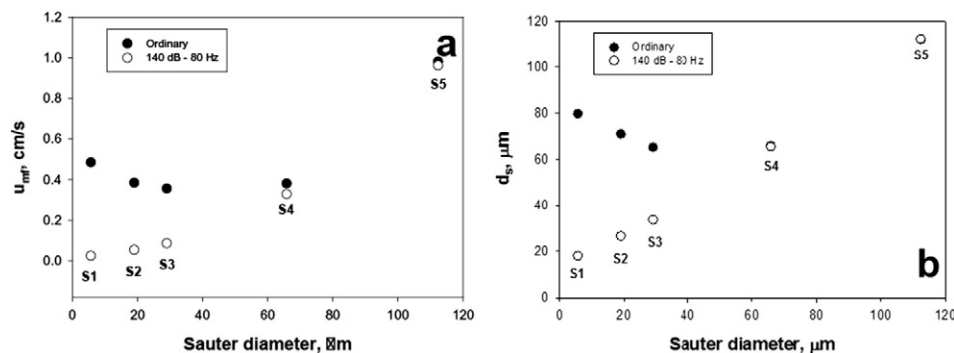 1.2
1.0
0.8
0.6
0.4
0.2
0.0
0
20
40
60
80
100
120
umf, cm/s
Sauter diameter, □m
Ordinary
140 dB - 80 Hz
a
S1
S2
S3
S4
S5
120
100
80
60
40
20
0
0
20
40
60
80
100
120
ds, μm
Sauter diameter, μm
Ordinary
140 dB - 80 Hz
b
S1
S2
S3
S4
S5